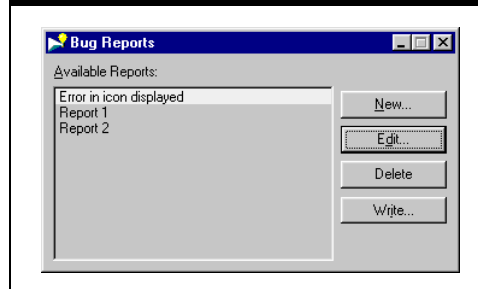 Bug Reports
Available Reports:
Error in icon displayed
Report 1
Report 2
New...
Edit...
Delete
Write...